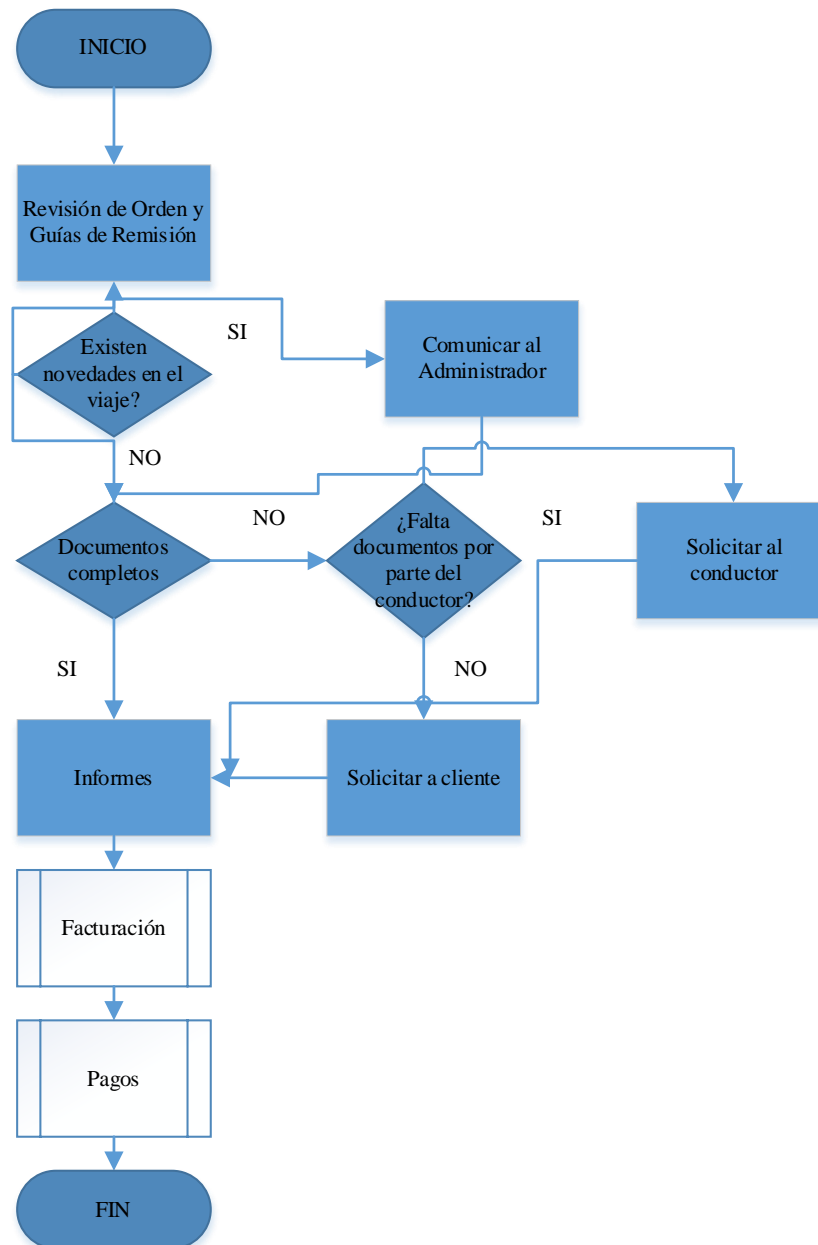 INICIO
Revisión de Orden y
Guías de Remisión
SI
Existen
novedades en el
viaje?
Comunicar al
Administrador
NO
NO
¿Falta
documentos por
parte del
conductor?
SI
Documentos
completos
Solicitar al
conductor
SI
NO
Informes
Solicitar a cliente
Facturación
Pagos
FIN